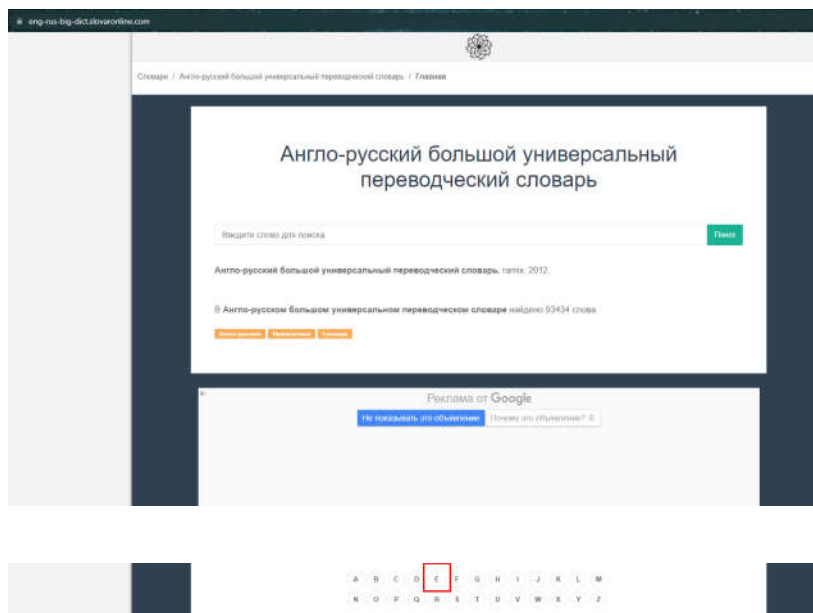 eng-rus-big-dict.slovaronline.com
Словари / Англо-русский большой универсальный переводческий словарь / Главная
Англо-русский большой универсальный
переводческий словарь
Введите слово для поиска
Поиск
Англо-русский большой универсальный переводческий словарь. ramix. 2012.
В Англо-русском большом универсальном переводческом словаре найдено 93434 слова.
Реклама от Google
Не показывать это объявление Почему это объявление?
A B C D E F G H I J K L M
N O P Q R S T U V W X Y Z